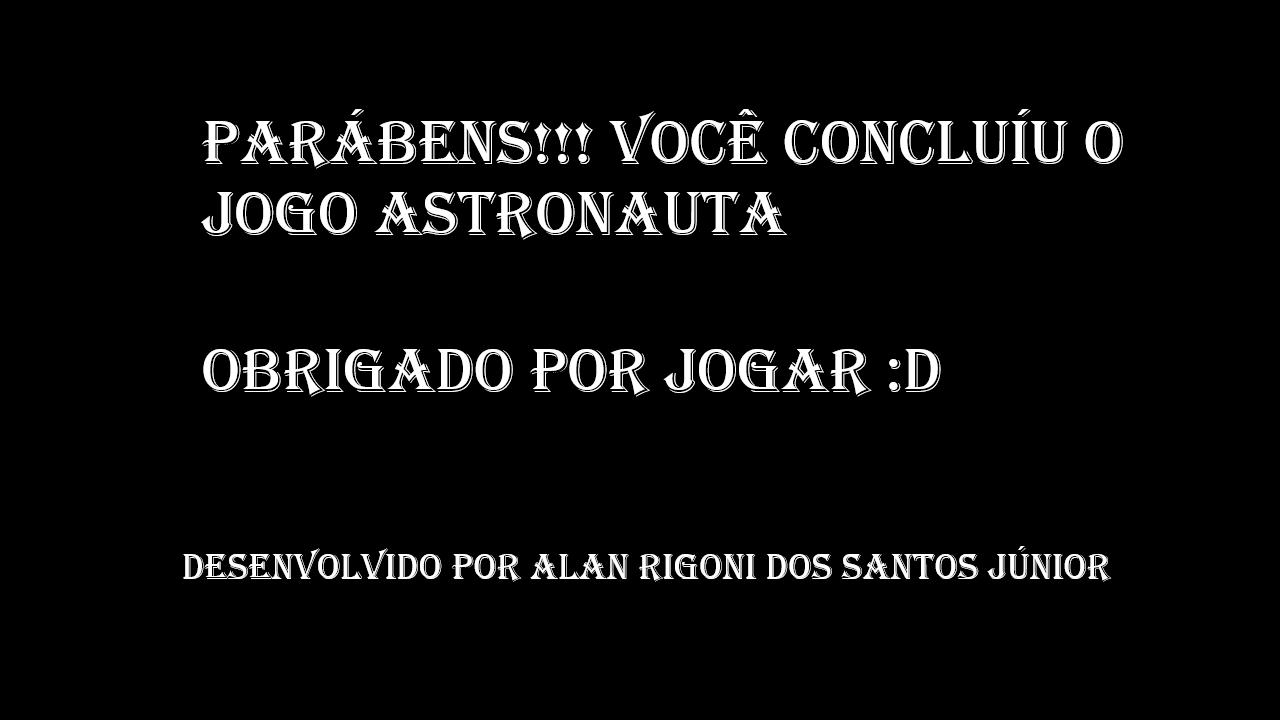 PARÁBENS!!! VOCÊ CONCLUÍU O
JOGO ASTRONAUTA
OBRIGADO POR JOGAR :D
DESENVOLVIDO POR ALAN RIGONI DOS SANTOS JÚNIOR